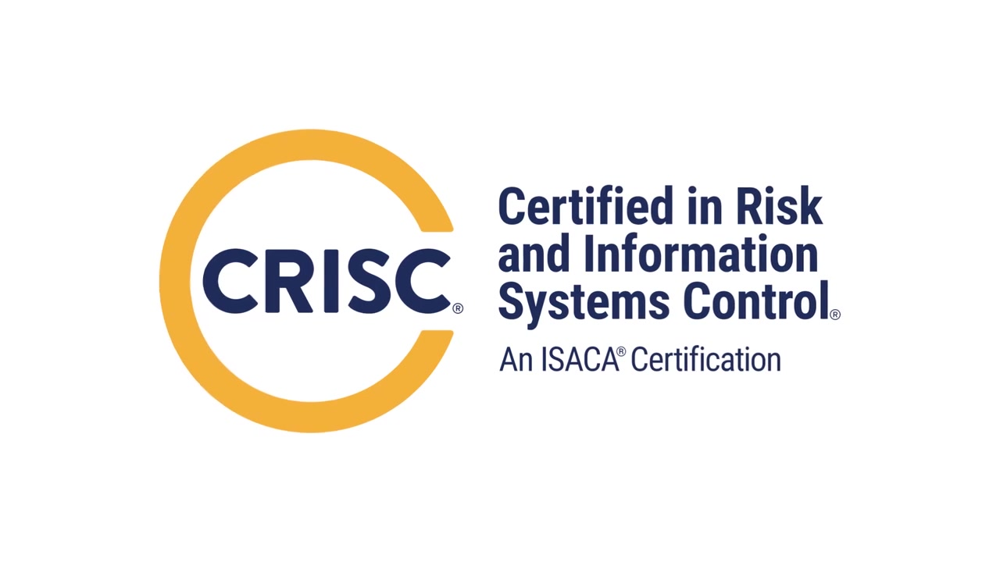 CRISC®
Certified in Risk
and Information
Systems Control®
An ISACA® Certification